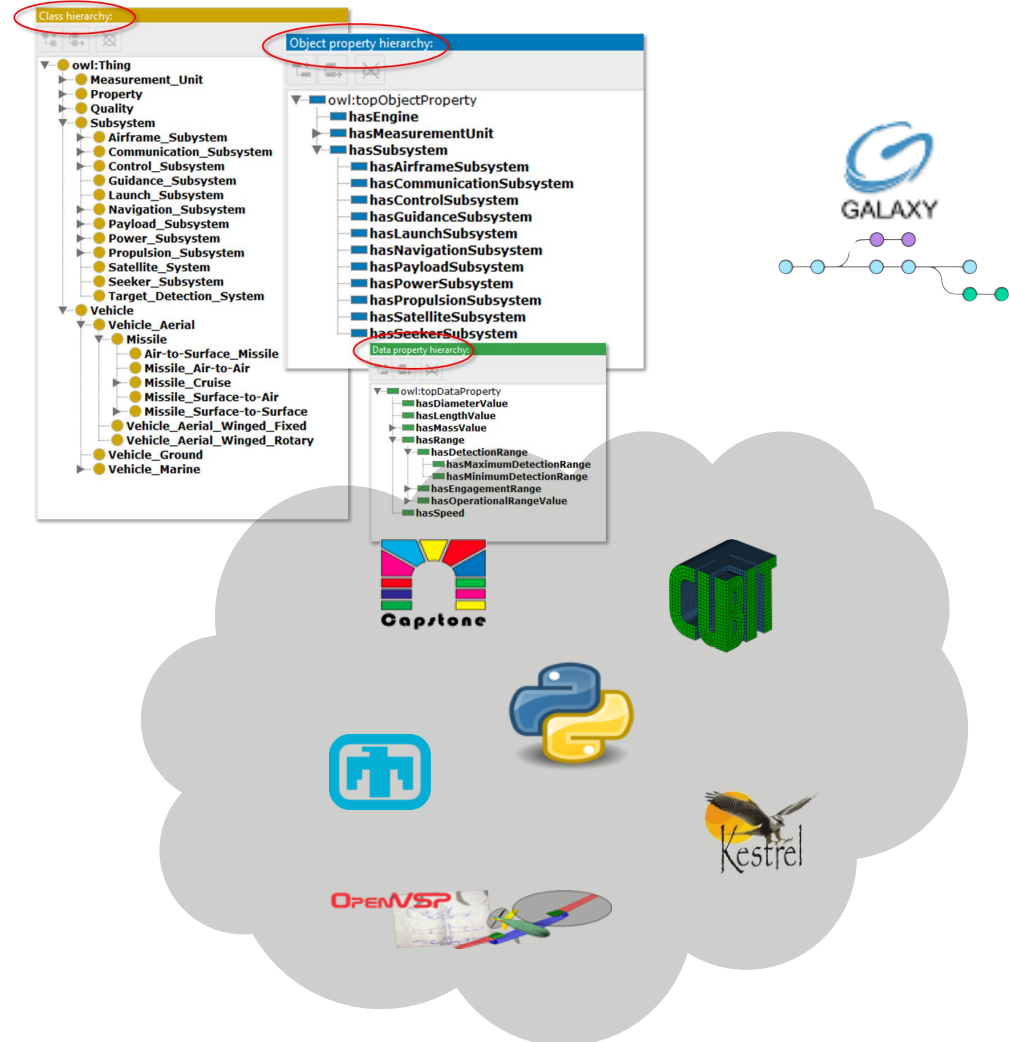 Class hierarchy:
owl:Thing
Measurement_Unit
Property
Quality
Subsystem
Airframe_Subystem
Communication_Subsystem
Control_Subsystem
Guidance_Subsystem
Launch_Subsystem
Navigation_Subsystem
Payload_Subsystem
Power_Subsystem
Propulsion_Subsystem
Satellite_System
Seeker_Subsystem
Target_Detection_System
Vehicle
Vehicle_Aerial
Missile
Air-to-Surface_Missile
Missile_Air-to-Air
Missile_Cruise
Missile_Surface-to-Air
Missile_Surface-to-Surface
Vehicle_Aerial_Winged_Fixed
Vehicle_Aerial_Winged_Rotary
Vehicle_Ground
Vehicle_Marine
Object property hierarchy:
owl:topObjectProperty
hasEngine
hasMeasurementUnit
hasSubsystem
hasAirframeSubsystem
hasCommunicationSubsystem
hasControlSubsystem
hasGuidanceSubsystem
hasLaunchSubsystem
hasNavigationSubsystem
hasPayloadSubsystem
hasPowerSubsystem
hasPropulsionSubsystem
hasSatelliteSubsystem
hasSeekerSubsystem
Data property hierarchy:
owl:topDataProperty
hasDiameterValue
hasLengthValue
hasMassValue
hasRange
hasDetectionRange
hasMaximumDetectionRange
hasMinimumDetectionRange
hasEngagementRange
hasOperationalRangeValue
hasSpeed
GALAXY
Capstone
CUBIT
Kestrel
OpenVSP